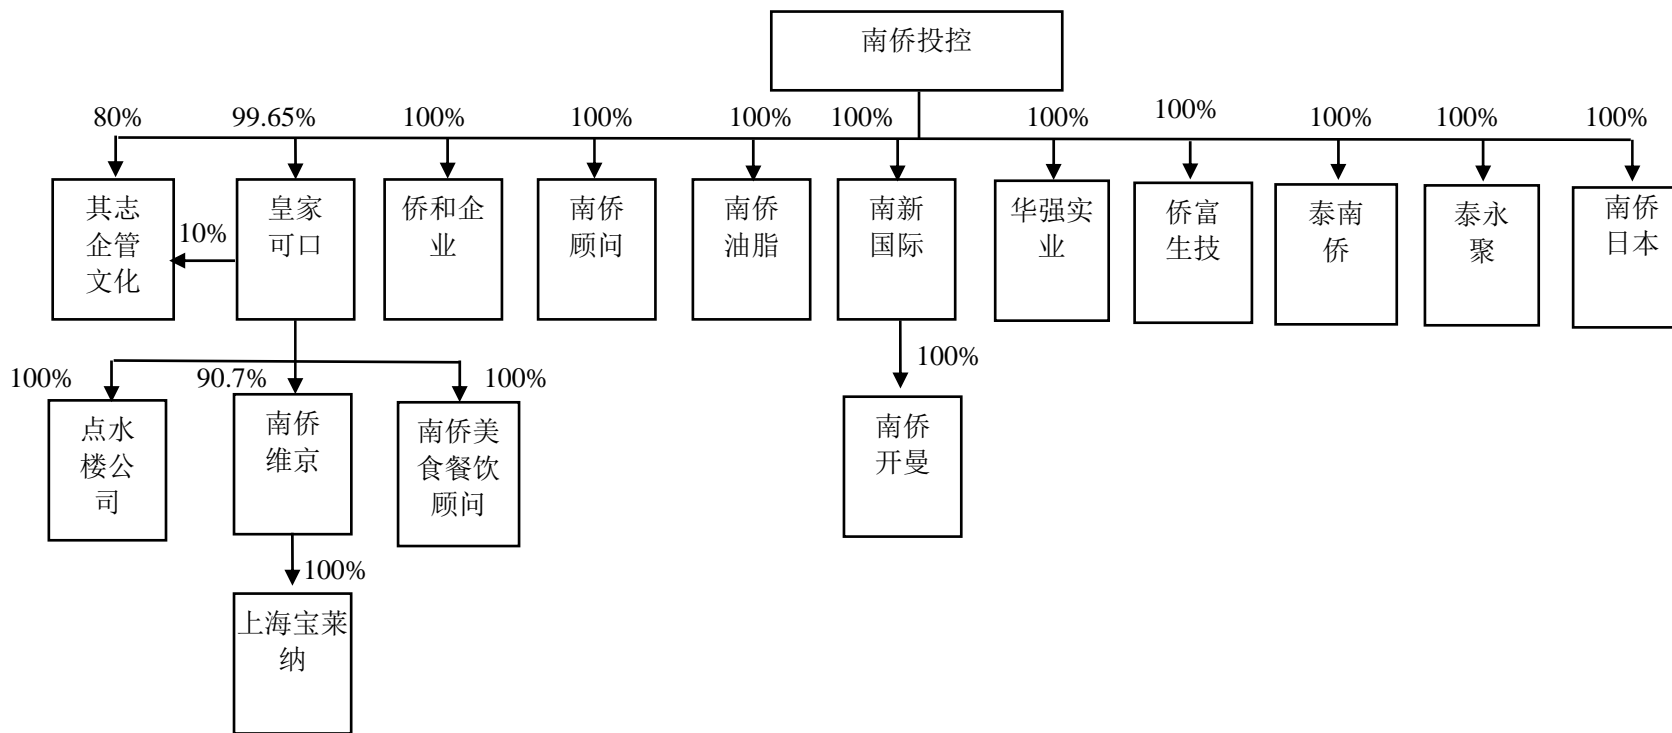 南侨投控
80%
99.65%
100%
100%
100%
100%
100%
100%
100%
100%
100%
其志
企管
文化
10%
皇家
可口
侨和企
业
南侨
顾问
南侨
油脂
南新
国际
华强实
业
侨富
生技
泰南
侨
泰永
聚
南侨
日本
100%
90.7%
100%
100%
点水
楼公
司
南侨
维京
南侨美
食餐饮
顾问
南侨
开曼
100%
上海宝莱
纳